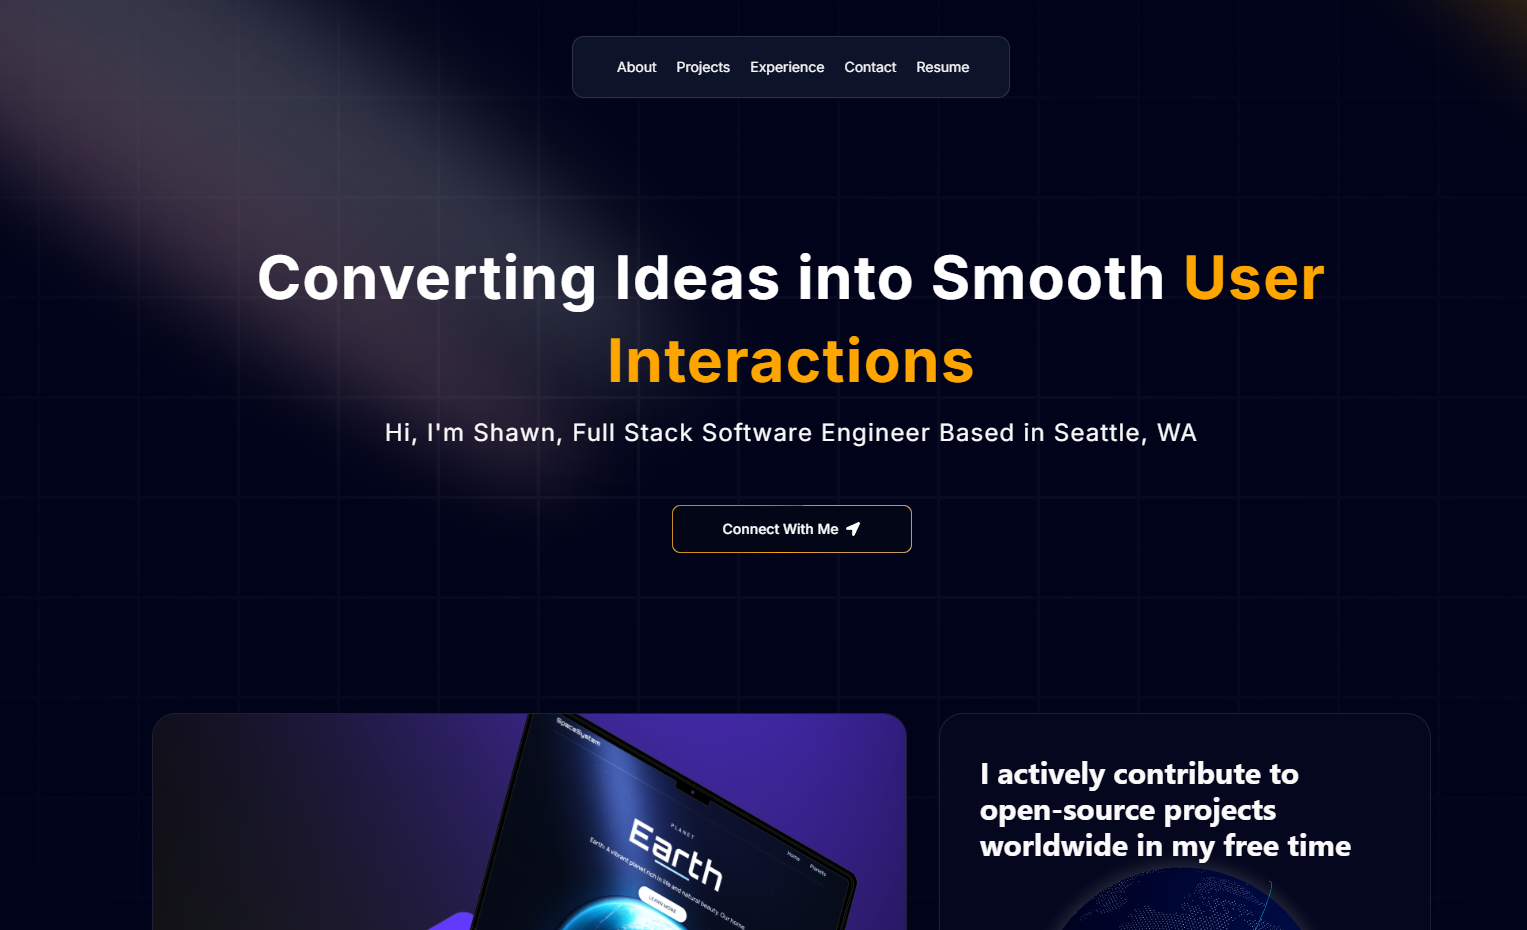 About Projects Experience Contact Resume
Converting Ideas into Smooth User
Interactions
Hi, I'm Shawn, Full Stack Software Engineer Based in Seattle, WA
Connect With Me
SpaceSystem
Home Planets
PLANET
Earth
Earth: A vibrant planet rich in life and natural beauty. Our home.
LEARN MORE
I actively contribute to
open-source projects
worldwide in my free time